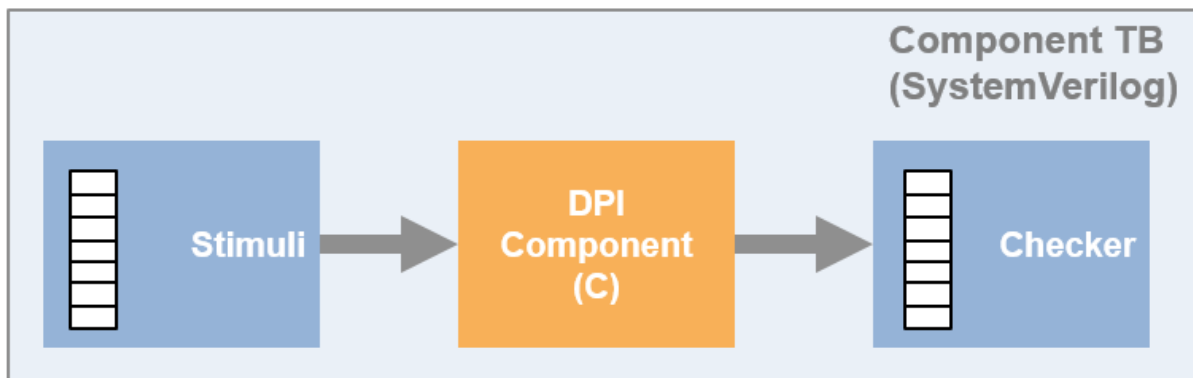 Component TB
(SystemVerilog)
Stimuli
DPI
Component
(C)
Checker